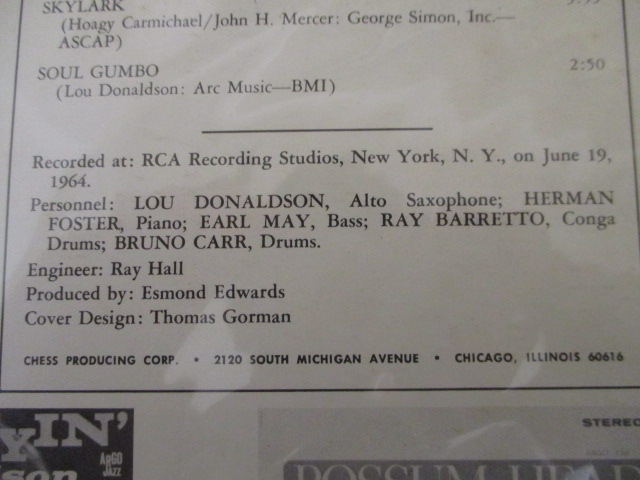 SKYLARK
(Hoagy Carmichael/John H. Mercer: George Simon, Inc.—
ASCAP)
SOUL GUMBO 2:50
(Lou Donaldson: Arc Music—BMI)
Recorded at: RCA Recording Studios, New York, N. Y., on June 19,
1964.
Personnel: LOU DONALDSON, Alto Saxophone; HERMAN
FOSTER, Piano; EARL MAY, Bass; RAY BARRETTO, Conga
Drums; BRUNO CARR, Drums.
Engineer: Ray Hall
Produced by: Esmond Edwards
Cover Design: Thomas Gorman
CHESS PRODUCING CORP. • 2120 SOUTH MICHIGAN AVENUE • CHICAGO, ILLINOIS 60616
STEREO
ARGO
JAZZ
POSSUM HEAD